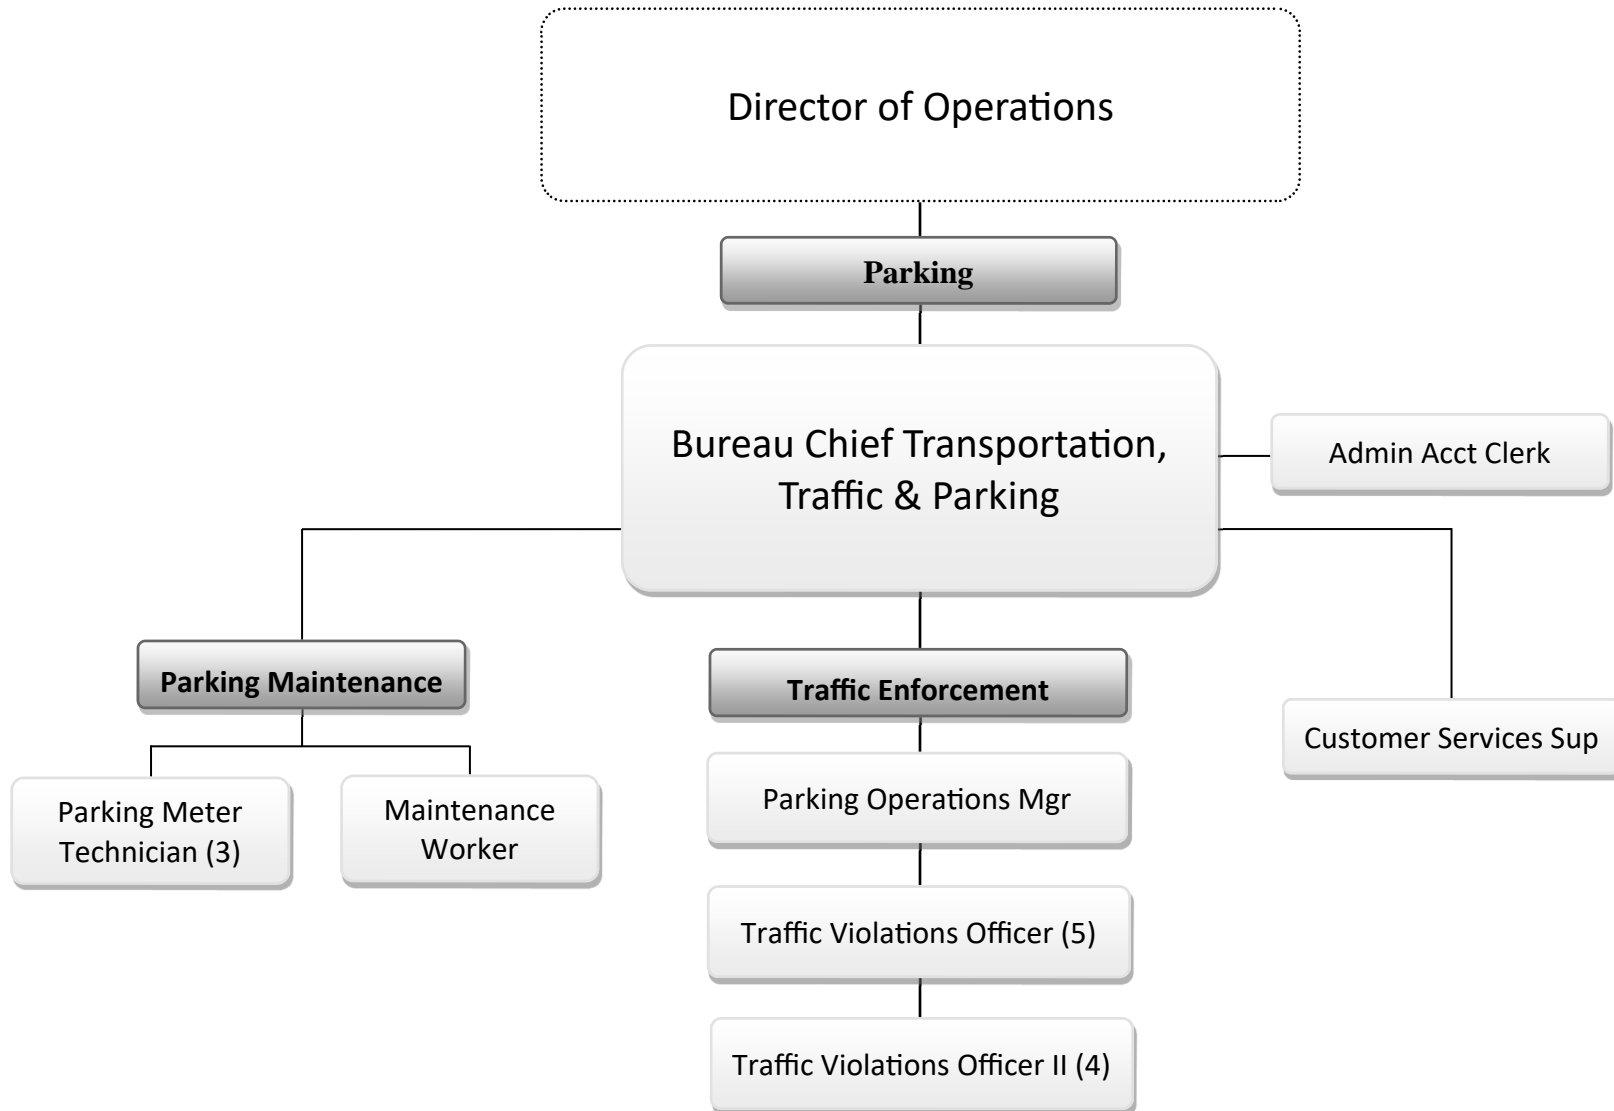 Director of Operations
Parking
Bureau Chief Transportation,
Traffic & Parking
Admin Acct Clerk
Parking Maintenance
Traffic Enforcement
Customer Services Sup
Parking Meter
Technician (3)
Maintenance
Worker
Parking Operations Mgr
Traffic Violations Officer (5)
Traffic Violations Officer II (4)